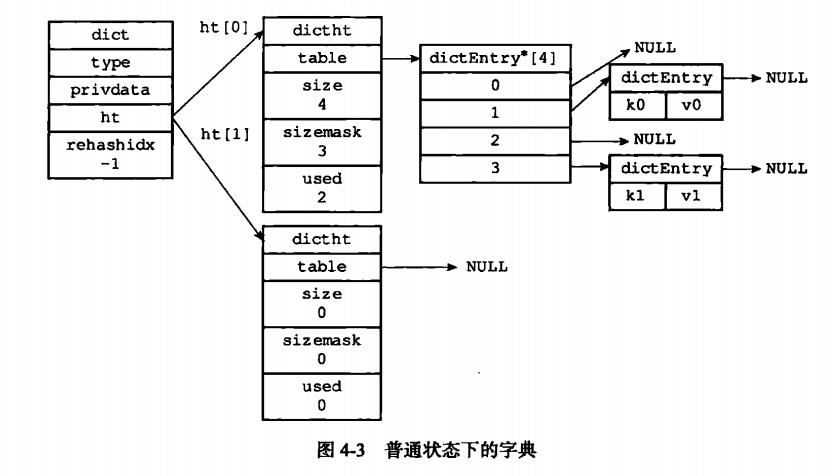 dict
type
privdata
ht
rehashidx
-1
ht[0]
ht[1]
dictht
table
size
4
sizemask
3
used
2
dictEntry*[4]
0
1
2
3
NULL
dictEntry
k0 v0
NULL
NULL
dictEntry
k1 v1
NULL
dictht
table
NULL
size
0
sizemask
0
used
0
图 4-3 普通状态下的字典